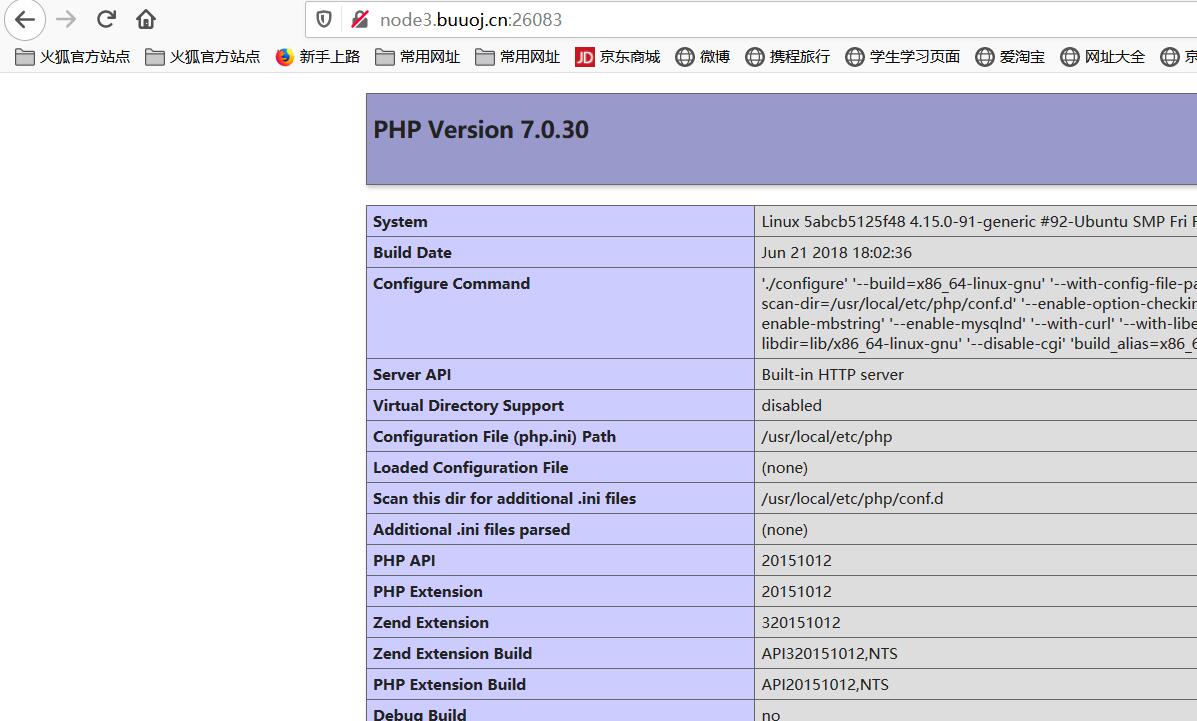 node3.buuoj.cn:26083
火狐官方站点 火狐官方站点 新手上路 常用网址 常用网址 JD 京东商城 微博 携程旅行 学生学习页面 爱淘宝 网址大全
PHP Version 7.0.30
System Linux 5abcb5125f48 4.15.0-91-generic #92-Ubuntu SMP Fri
Build Date Jun 21 2018 18:02:36
Configure Command './configure' '--build=x86_64-linux-gnu' '--with-config-file-pa
scan-dir=/usr/local/etc/php/conf.d' '--enable-option-checkin
enable-mbstring' '--enable-mysqlnd' '--with-curl' '--with-libe
libdir=lib/x86_64-linux-gnu' '--disable-cgi' 'build_alias=x86_6
Server API Built-in HTTP server
Virtual Directory Support disabled
Configuration File (php.ini) Path /usr/local/etc/php
Loaded Configuration File (none)
Scan this dir for additional .ini files /usr/local/etc/php/conf.d
Additional .ini files parsed (none)
PHP API 20151012
PHP Extension 20151012
Zend Extension 320151012
Zend Extension Build API320151012,NTS
PHP Extension Build API20151012,NTS
Debug Build no